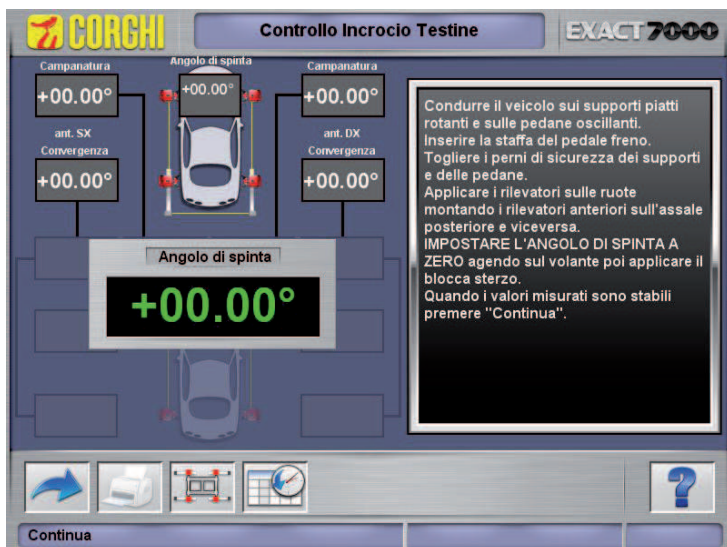 CORGHI
Controllo Incrocio Testine
EXACT7000
Campanatura
Angolo di spinta
Campanatura
+00.00°
+00.00°
+00.00°
ant. SX
Convergenza
ant. DX
Convergenza
+00.00°
+00.00°
Angolo di spinta
+00.00°
Condurre il veicolo sui supporti piatti
rotanti e sulle pedane oscillanti.
Inserire la staffa del pedale freno.
Togliere i perni di sicurezza dei supporti
e delle pedane.
Applicare i rilevatori sulle ruote
montando i rilevatori anteriori sull'assale
posteriore e viceversa.
IMPOSTARE L'ANGOLO DI SPINTA A
ZERO agendo sul volante poi applicare il
blocca sterzo.
Quando i valori misurati sono stabili
premere "Continua".
?
Continua